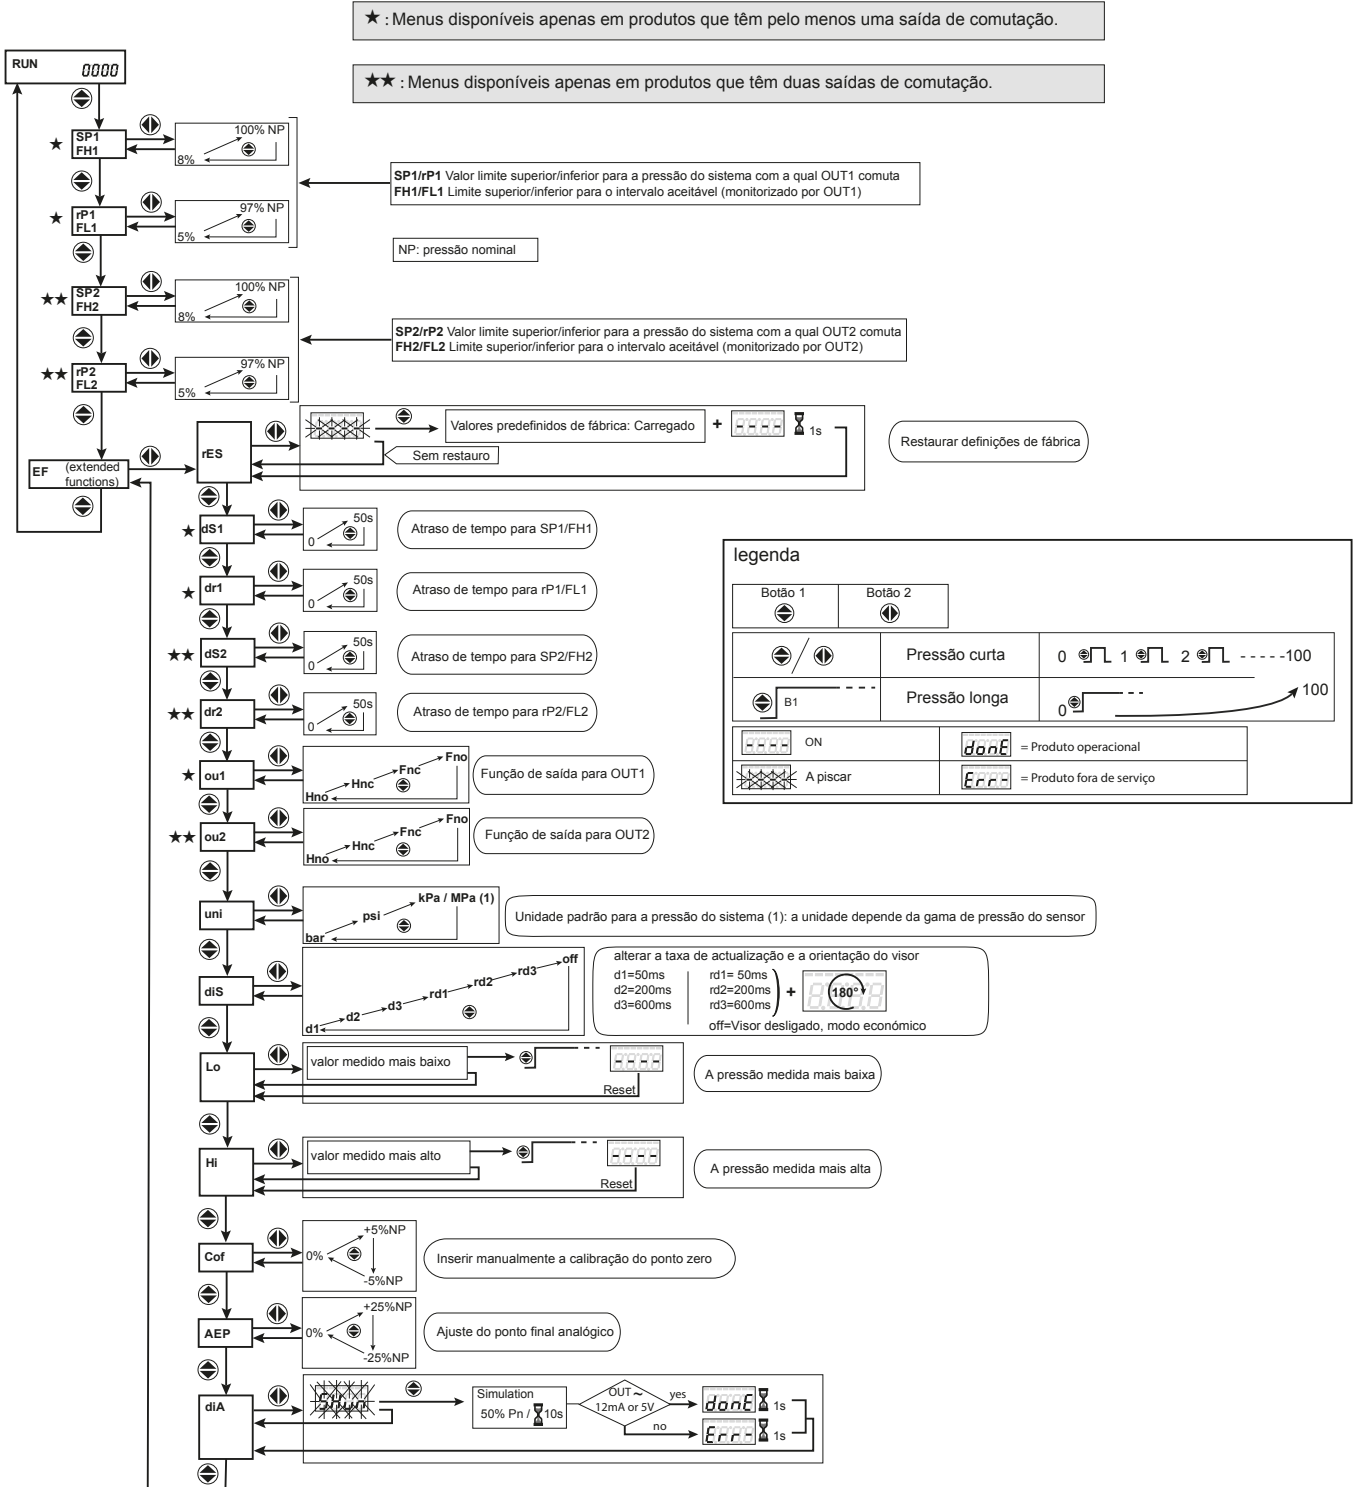 ★ : Menus disponíveis apenas em produtos que têm pelo menos uma saída de comutação.
★★ : Menus disponíveis apenas em produtos que têm duas saídas de comutação.
RUN 0000
★ SP1
FH1
100% NP
8%
SP1/rP1 Valor limite superior/inferior para a pressão do sistema com a qual OUT1 comuta
FH1/FL1 Limite superior/inferior para o intervalo aceitável (monitorizado por OUT1)
★ rP1
FL1
97% NP
5%
NP: pressão nominal
★★ SP2
FH2
100% NP
8%
SP2/rP2 Valor limite superior/inferior para a pressão do sistema com a qual OUT2 comuta
FH2/FL2 Limite superior/inferior para o intervalo aceitável (monitorizado por OUT2)
★★ rP2
FL2
97% NP
5%
EF (extended
functions)
rES
Valores predefinidos de fábrica: Carregado + ---- 1s
Sem restauro
Restaurar definições de fábrica
★ dS1
50s
0
Atraso de tempo para SP1/FH1
★ dr1
50s
0
Atraso de tempo para rP1/FL1
★★ dS2
50s
0
Atraso de tempo para SP2/FH2
★★ dr2
50s
0
Atraso de tempo para rP2/FL2
legenda
Botão 1 Botão 2
/ Pressão curta 0 1 2 -----100
B1 Pressão longa 0 100
---- ON donE = Produto operacional
A piscar Err- = Produto fora de serviço
★ ou1
Hno Hnc Fnc Fno
Função de saída para OUT1
★★ ou2
Hno Hnc Fnc Fno
Função de saída para OUT2
uni
bar psi kPa / MPa (1)
Unidade padrão para a pressão do sistema (1): a unidade depende da gama de pressão do sensor
diS
d1 d2 d3 rd1 rd2 rd3 off
alterar a taxa de actualização e a orientação do visor
d1=50ms rd1= 50ms
d2=200ms rd2=200ms + 180°
d3=600ms rd3=600ms
off=Visor desligado, modo económico
Lo
valor medido mais baixo ----
Reset
A pressão medida mais baixa
Hi
valor medido mais alto ----
Reset
A pressão medida mais alta
Cof
+5%NP
0%
-5%NP
Inserir manualmente a calibração do ponto zero
AEP
+25%NP
0%
-25%NP
Ajuste do ponto final analógico
diA
Simulation
50% Pn / 10s
OUT ~
12mA or 5V
yes donE 1s
no Err- 1s